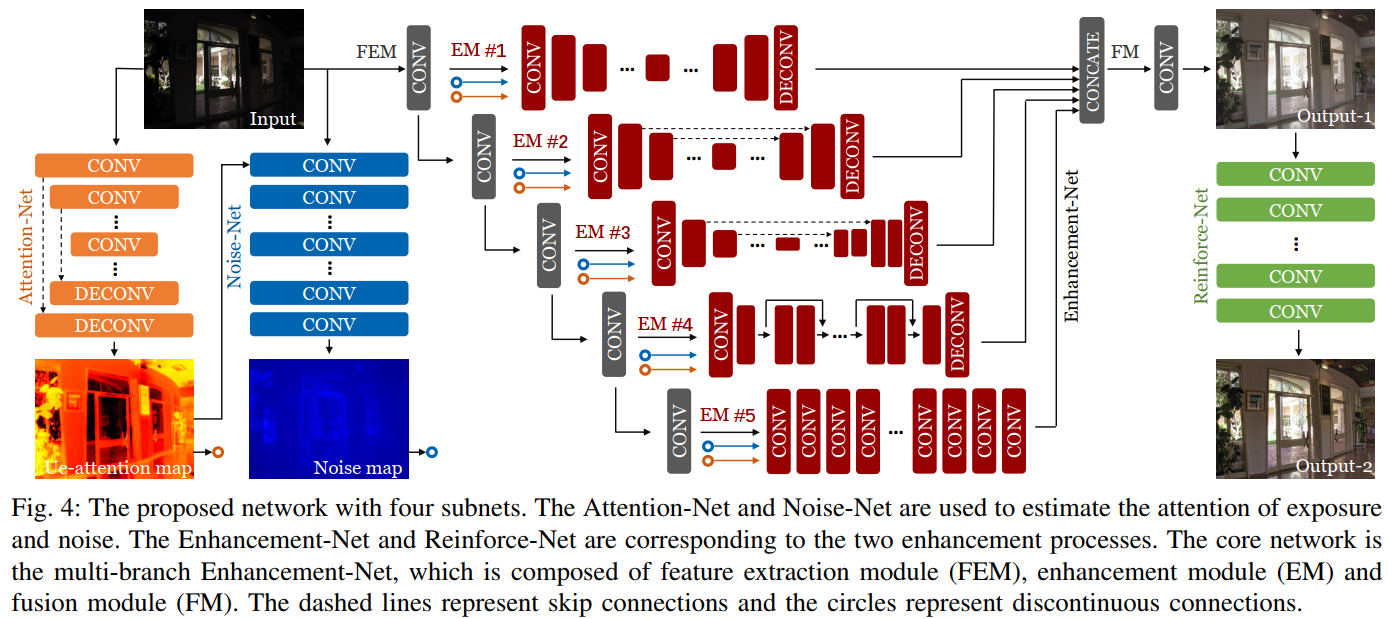 Input
FEM
CONV
EM #1
CONV
DECONV
CONCATE
FM
CONV
Output-1
CONV
EM #2
CONV
DECONV
CONV
EM #3
CONV
DECONV
CONV
EM #4
CONV
DECONV
CONV
EM #5
CONV
CONV
CONV
CONV
CONV
CONV
CONV
CONV
Enhancement-Net
Attention-Net
CONV
CONV
CONV
DECONV
DECONV
Ue-attention map
Noise-Net
CONV
CONV
CONV
CONV
CONV
Noise map
Reinforce-Net
CONV
CONV
CONV
CONV
Output-2
Fig. 4: The proposed network with four subnets. The Attention-Net and Noise-Net are used to estimate the attention of exposure
and noise. The Enhancement-Net and Reinforce-Net are corresponding to the two enhancement processes. The core network is
the multi-branch Enhancement-Net, which is composed of feature extraction module (FEM), enhancement module (EM) and
fusion module (FM). The dashed lines represent skip connections and the circles represent discontinuous connections.